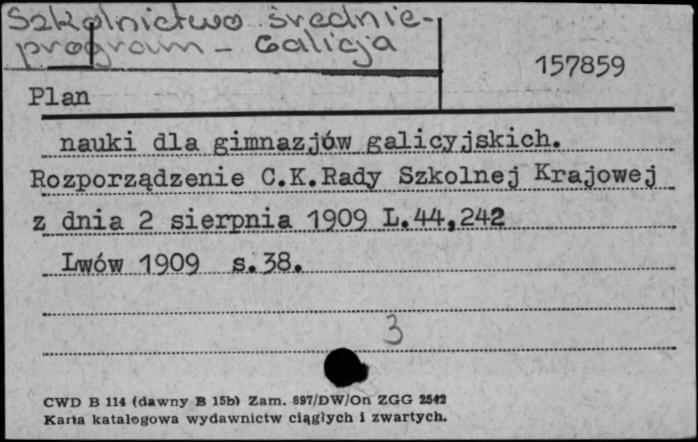 Szkolnictwo średnie-
program - Galicja
157859
Plan
nauki dla gimnazjów galicyjskich.
Rozporządzenie C.K.Rady Szkolnej Krajowej
z dnia 2 sierpnia 1909 L.44,242
Lwów 1909 s.38.
3
CWD B 114 (dawny B 15b) Zam. 897/DW/On ZGG 2542
Karta katalogowa wydawnictw ciągłych i zwartych.